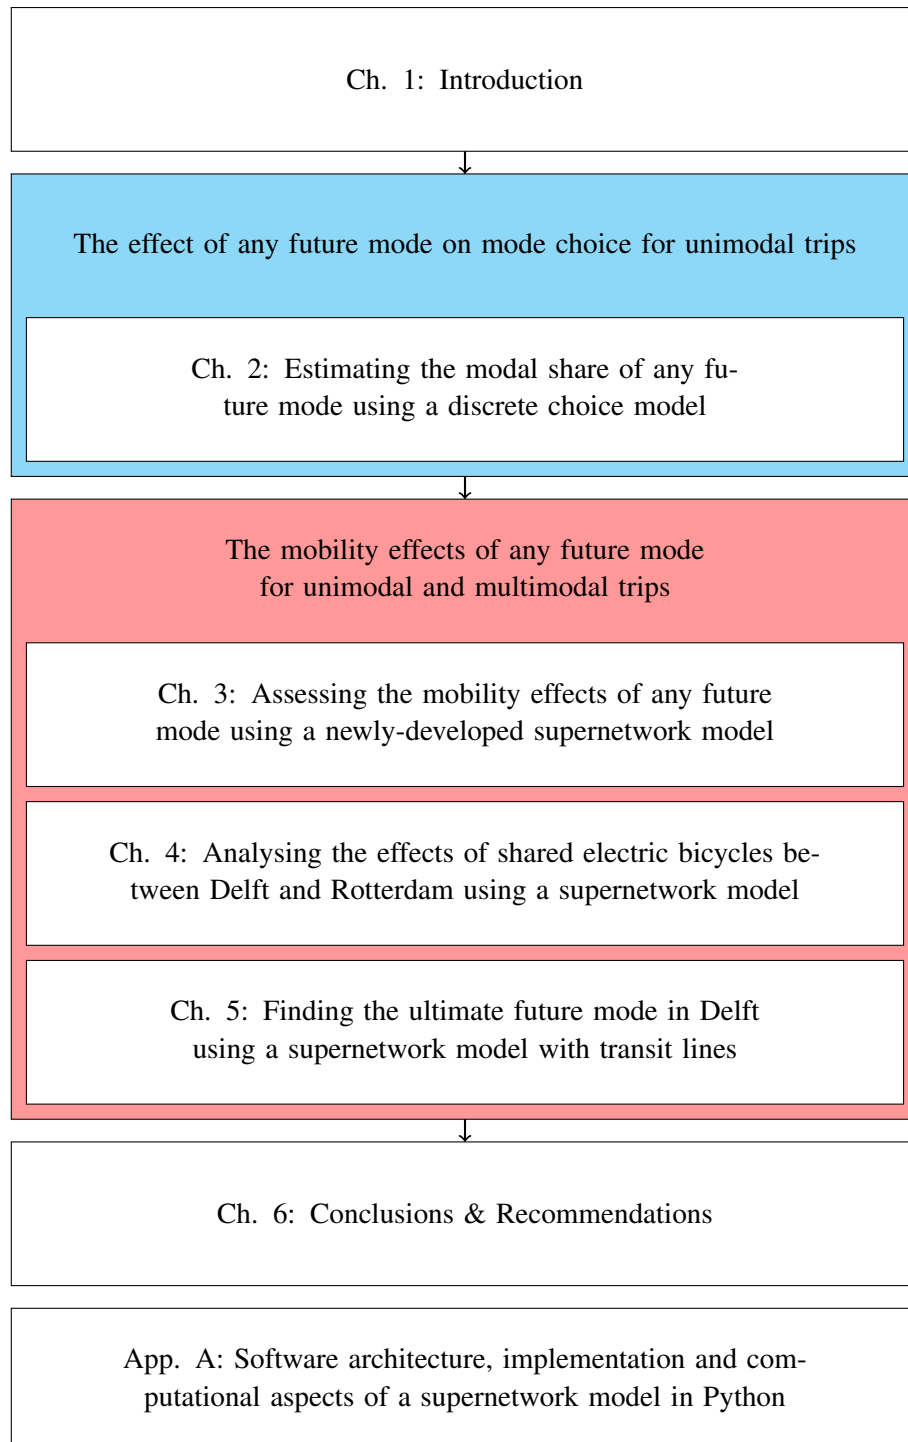 Ch. 1: Introduction
The effect of any future mode on mode choice for unimodal trips
Ch. 2: Estimating the modal share of any fu-
ture mode using a discrete choice model
The mobility effects of any future mode
for unimodal and multimodal trips
Ch. 3: Assessing the mobility effects of any future
mode using a newly-developed supernetwork model
Ch. 4: Analysing the effects of shared electric bicycles be-
tween Delft and Rotterdam using a supernetwork model
Ch. 5: Finding the ultimate future mode in Delft
using a supernetwork model with transit lines
Ch. 6: Conclusions & Recommendations
App. A: Software architecture, implementation and com-
putational aspects of a supernetwork model in Python